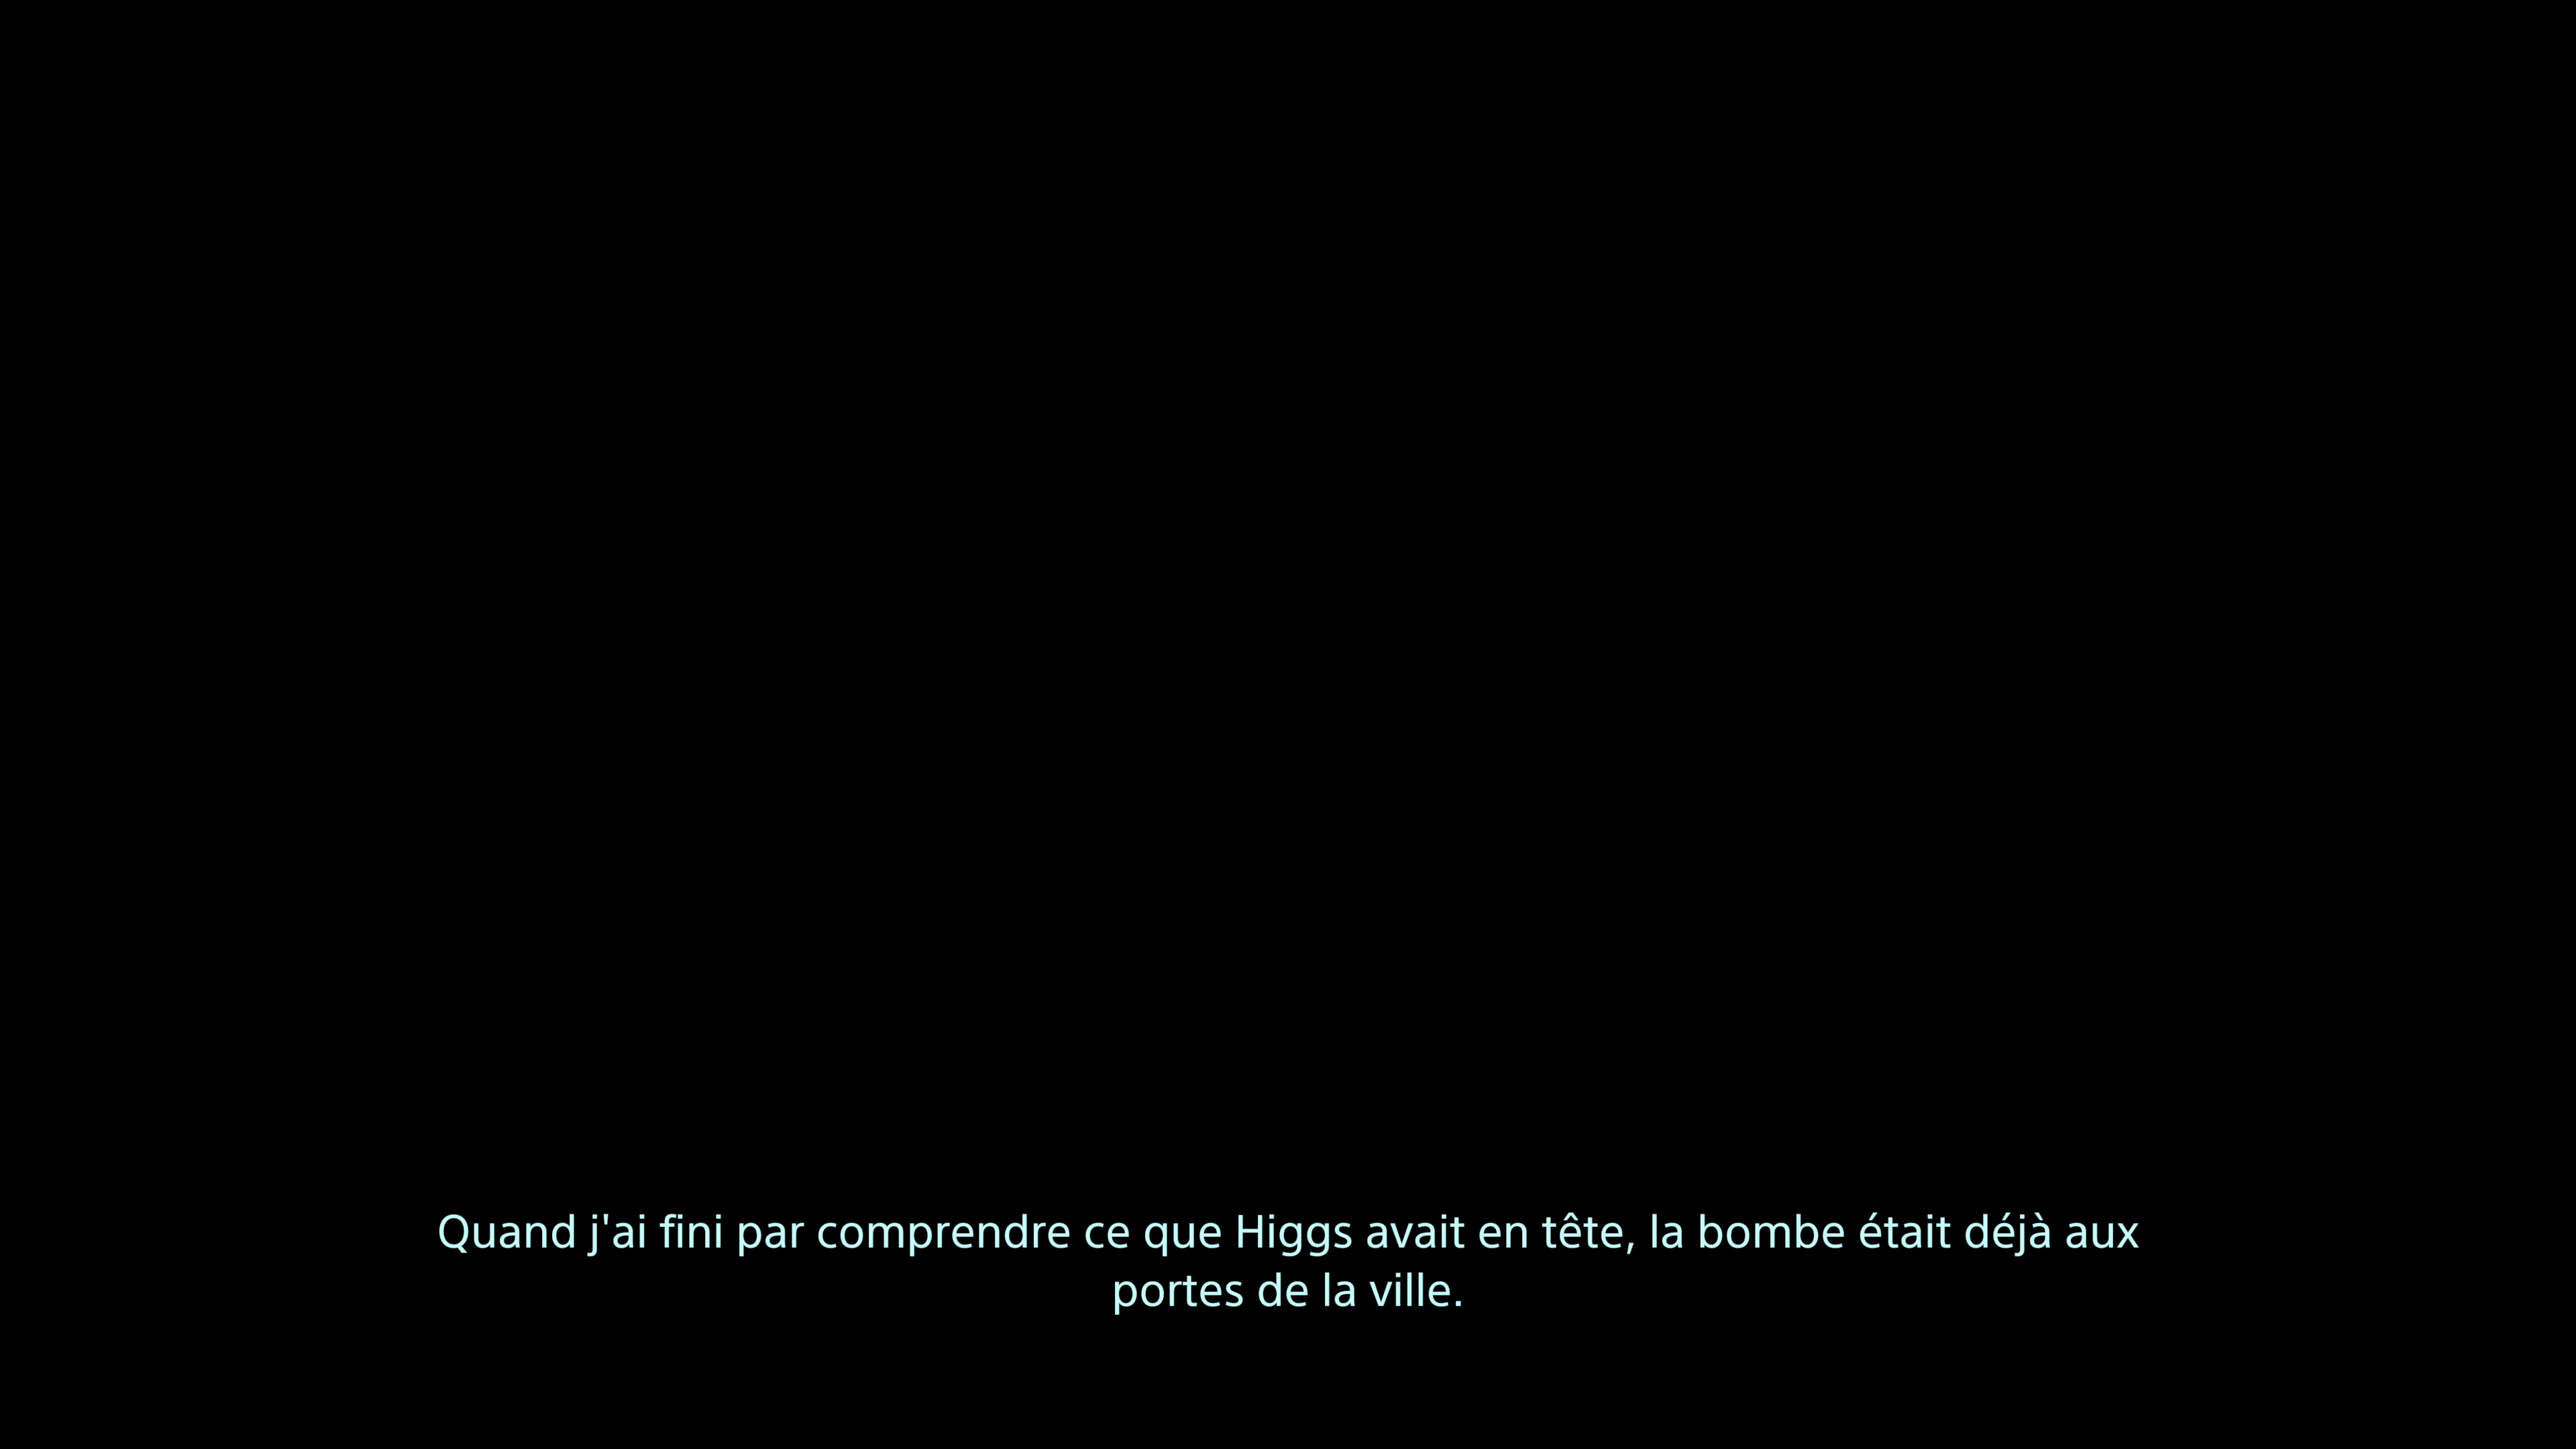 Quand j'ai fini par comprendre ce que Higgs avait en tête, la bombe était déjà aux
portes de la ville.